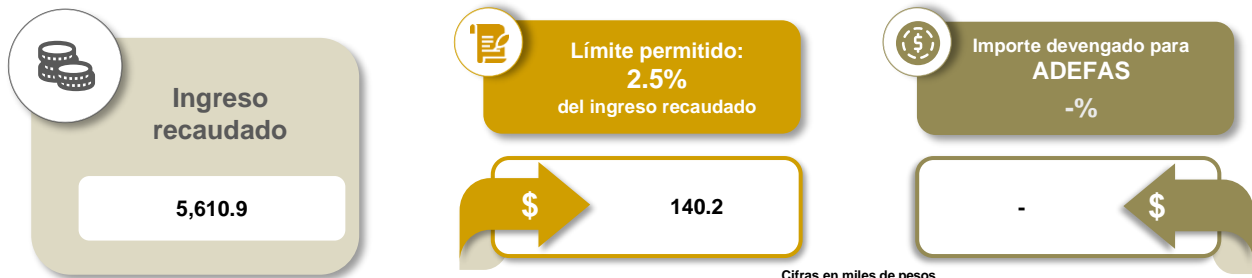 Ingreso
recaudado
5,610.9
Límite permitido:
2.5%
del ingreso recaudado
$
140.2
Importe devengado para
ADEFAS
-%
-
$
Cifras en miles de pesos